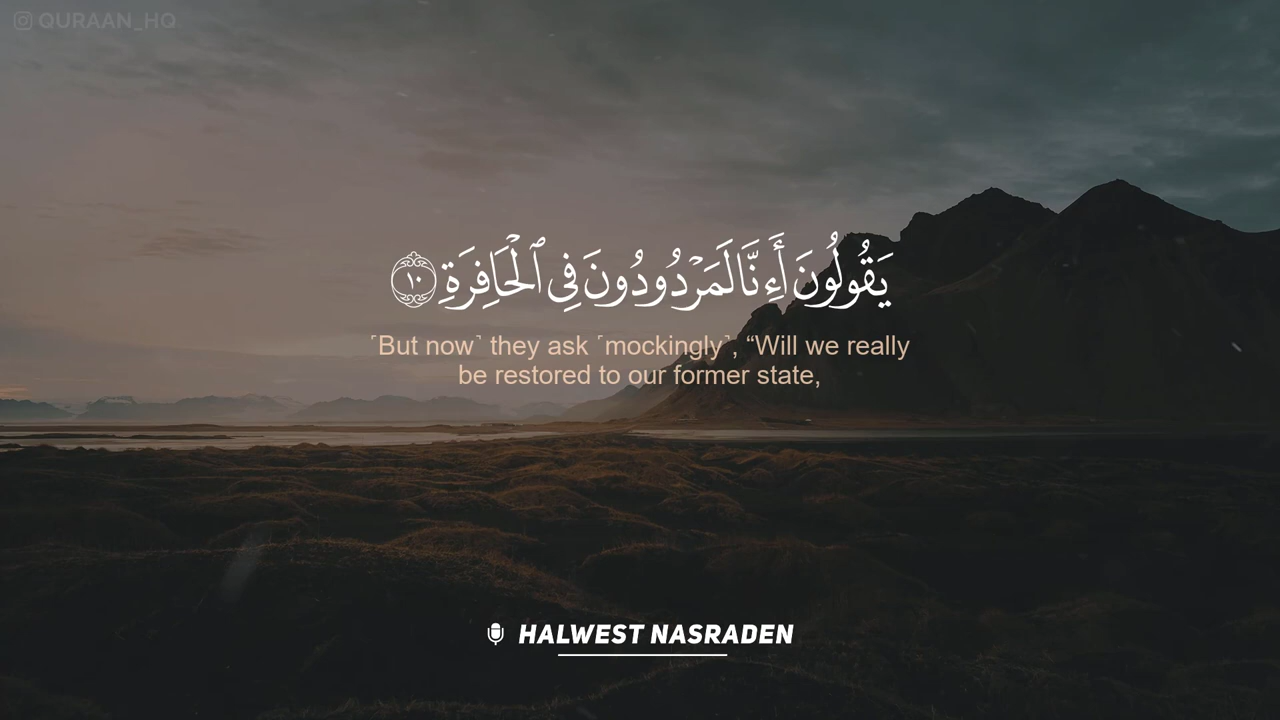 QURAAN_HQ
يَقُولُونَ أَءِنَّا لَمَرْدُودُونَ فِى ٱلْحَافِرَةِ ١٠
˹But now˺ they ask ˹mockingly˺, “Will we really
be restored to our former state,
HALWEST NASRADEN